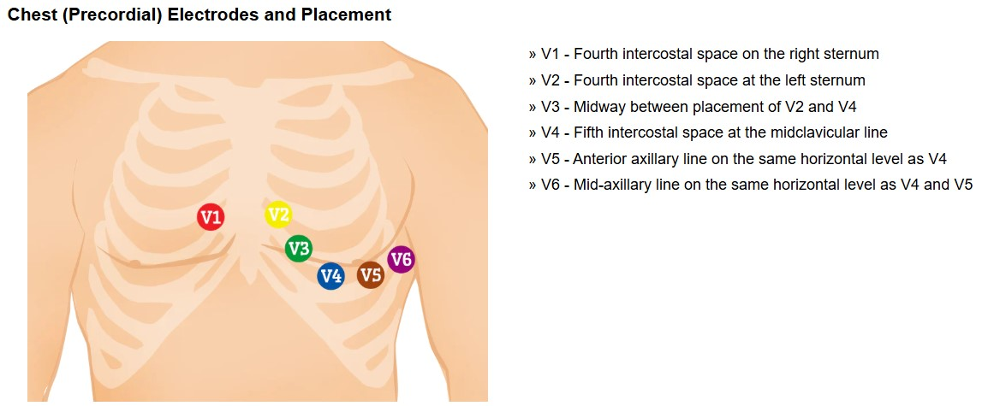 Chest (Precordial) Electrodes and Placement
» V1 - Fourth intercostal space on the right sternum
» V2 - Fourth intercostal space at the left sternum
» V3 - Midway between placement of V2 and V4
» V4 - Fifth intercostal space at the midclavicular line
» V5 - Anterior axillary line on the same horizontal level as V4
» V6 - Mid-axillary line on the same horizontal level as V4 and V5
V1
V2
V3
V4
V5
V6